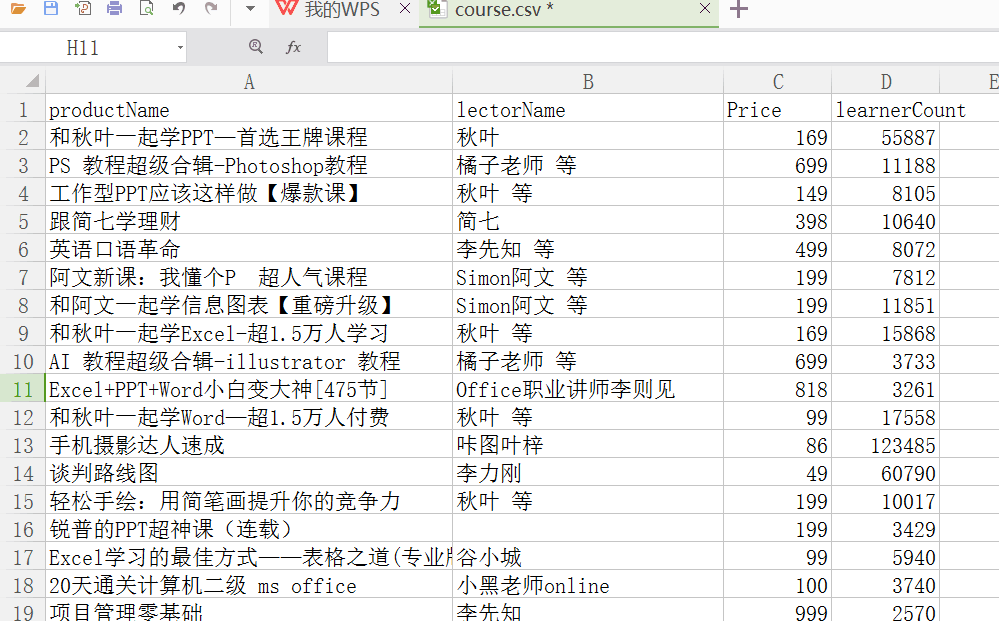 我的WPS × course.csv * × +
H11 fx
A B C D E
1 productName lectorName Price learnerCount
2 和秋叶一起学PPT—首选王牌课程 秋叶 169 55887
3 PS 教程超级合辑-Photoshop教程 橘子老师 等 699 11188
4 工作型PPT应该这样做【爆款课】 秋叶 等 149 8105
5 跟简七学理财 简七 398 10640
6 英语口语革命 李先知 等 499 8072
7 阿文新课：我懂个P 超人气课程 Simon阿文 等 199 7812
8 和阿文一起学信息图表【重磅升级】 Simon阿文 等 199 11851
9 和秋叶一起学Excel-超1.5万人学习 秋叶 等 169 15868
10 AI 教程超级合辑-illustrator 教程 橘子老师 等 699 3733
11 Excel+PPT+Word小白变大神[475节] Office职业讲师李则见 818 3261
12 和秋叶一起学Word—超1.5万人付费 秋叶 等 99 17558
13 手机摄影达人速成 咔图叶梓 86 123485
14 谈判路线图 李力刚 49 60790
15 轻松手绘：用简笔画提升你的竞争力 秋叶 等 199 10017
16 锐普的PPT超神课（连载） 199 3429
17 Excel学习的最佳方式——表格之道(专业 谷小城 99 5940
18 20天通关计算机二级 ms office 小黑老师online 100 3740
19 项目管理零基础 李先知 999 2570